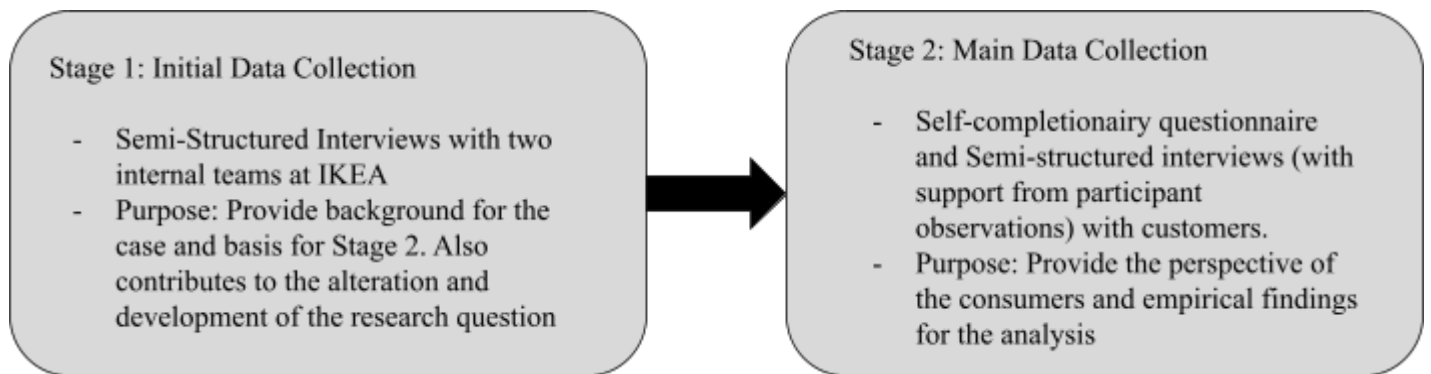 Stage 1: Initial Data Collection
- Semi-Structured Interviews with two
internal teams at IKEA
- Purpose: Provide background for the
case and basis for Stage 2. Also
contributes to the alteration and
development of the research question
Stage 2: Main Data Collection
- Self-completionairy questionnaire
and Semi-structured interviews (with
support from participant
observations) with customers.
- Purpose: Provide the perspective of
the consumers and empirical findings
for the analysis